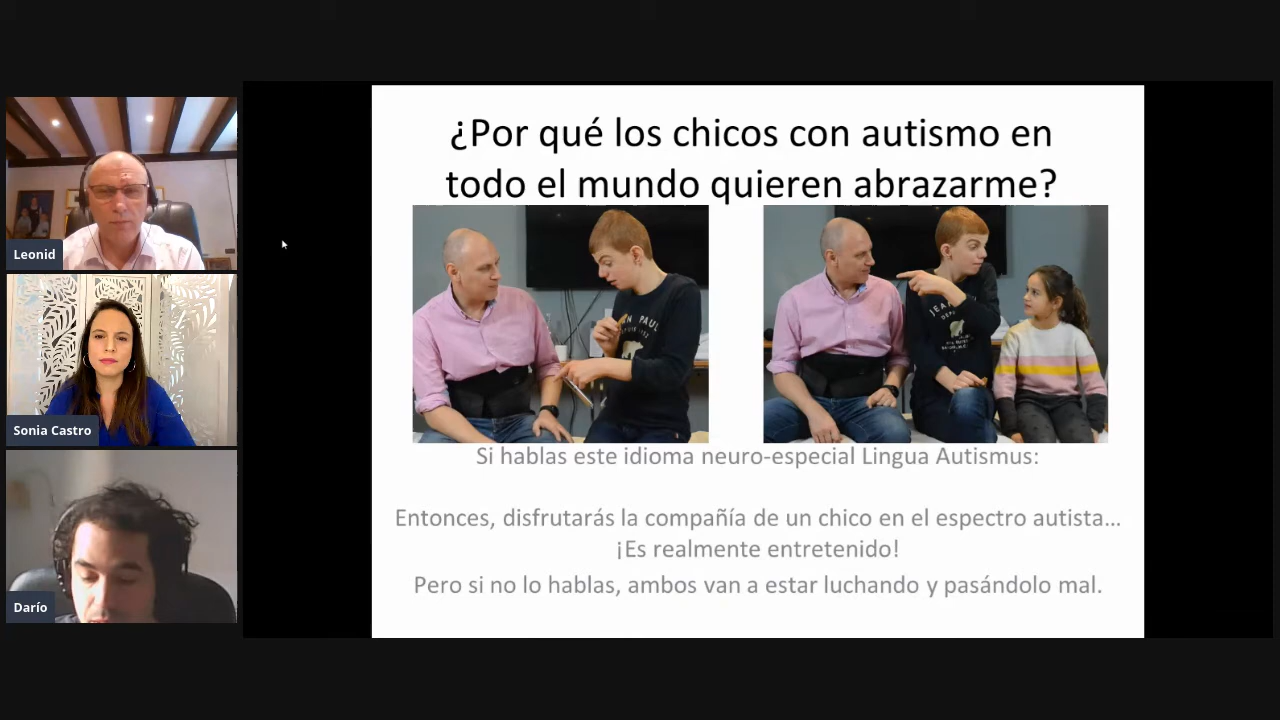 ¿Por qué los chicos con autismo en
todo el mundo quieren abrazarme?
Si hablas este idioma neuro-especial Lingua Autismus:
Entonces, disfrutarás la compañía de un chico en el espectro autista...
¡Es realmente entretenido!
Pero si no lo hablas, ambos van a estar luchando y pasándolo mal.
Leonid
Sonia Castro
Darío